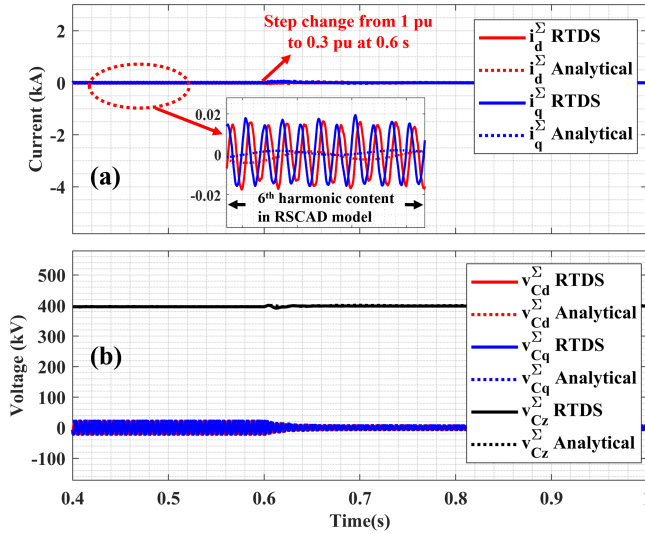 Step change from 1 pu
to 0.3 pu at 0.6 s
i_d^Σ RTDS
i_d^Σ Analytical
i_q^Σ RTDS
i_q^Σ Analytical
Current (kA)
2
0
-2
-4
0.02
-0.02
6th harmonic content
in RSCAD model
(a)
v_Cd^Σ RTDS
v_Cd^Σ Analytical
v_Cq^Σ RTDS
v_Cq^Σ Analytical
v_Cz^Σ RTDS
v_Cz^Σ Analytical
Voltage (kV)
500
400
300
200
100
0
-100
(b)
0.4 0.5 0.6 0.7 0.8 0.9 1
Time(s)